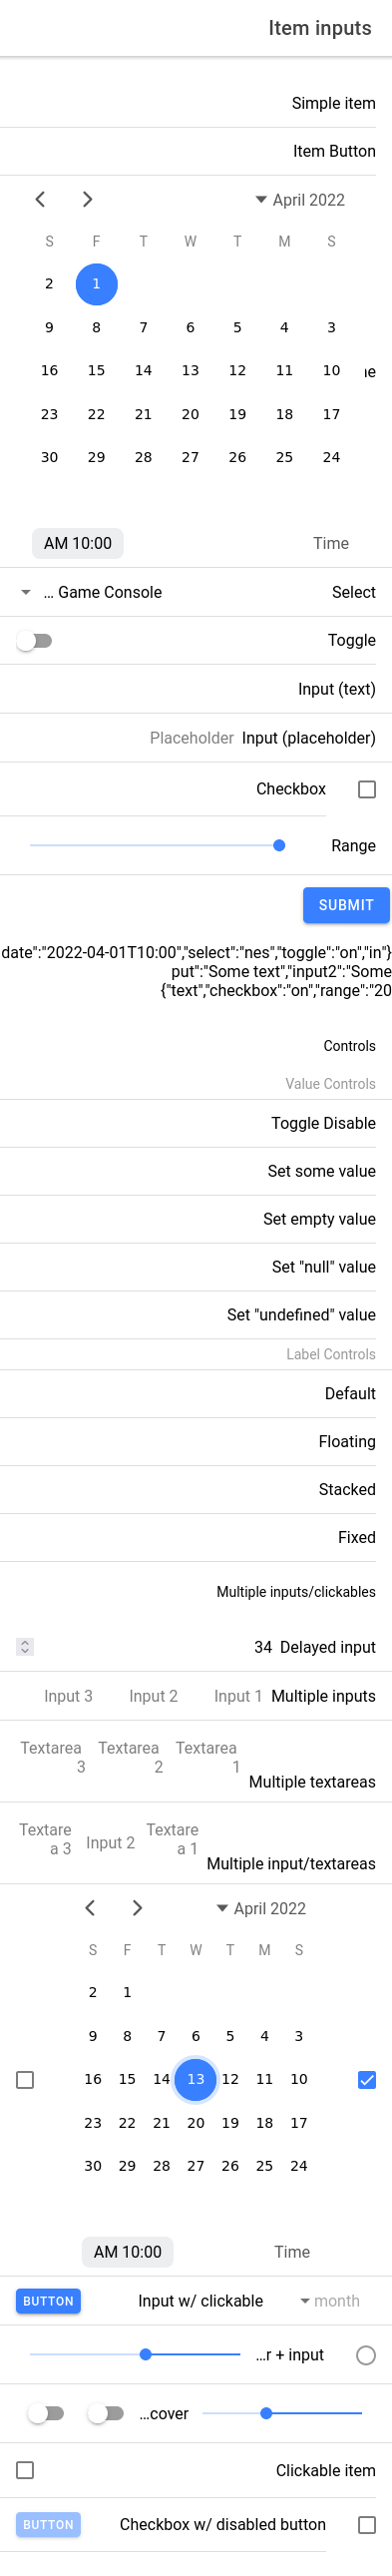 Item inputs
Simple item
Item Button
April 2022
S M T W T F S
1 2
3 4 5 6 7 8 9
10 11 12 13 14 15 16
17 18 19 20 21 22 23
24 25 26 27 28 29 30
Time AM 10:00
Select ... Game Console
Toggle
Input (text)
Input (placeholder) Placeholder
Checkbox
Range
SUBMIT
date":"2022-04-01T10:00","select":"nes","toggle":"on","in"}
put":"Some text","input2":"Some
{"text","checkbox":"on","range":"20
Controls
Value Controls
Toggle Disable
Set some value
Set empty value
Set "null" value
Set "undefined" value
Label Controls
Default
Floating
Stacked
Fixed
Multiple inputs/clickables
Delayed input 34
Multiple inputs Input 1 Input 2 Input 3
Multiple textareas Textarea 1 Textarea 2 Textarea 3
Multiple input/textareas Textarea 1 Input 2 Textarea 3
April 2022
S M T W T F S
1 2
3 4 5 6 7 8 9
10 11 12 13 14 15 16
17 18 19 20 21 22 23
24 25 26 27 28 29 30
Time AM 10:00
month Input w/ clickable BUTTON
...r + input
...cover
Clickable item
Checkbox w/ disabled button BUTTON